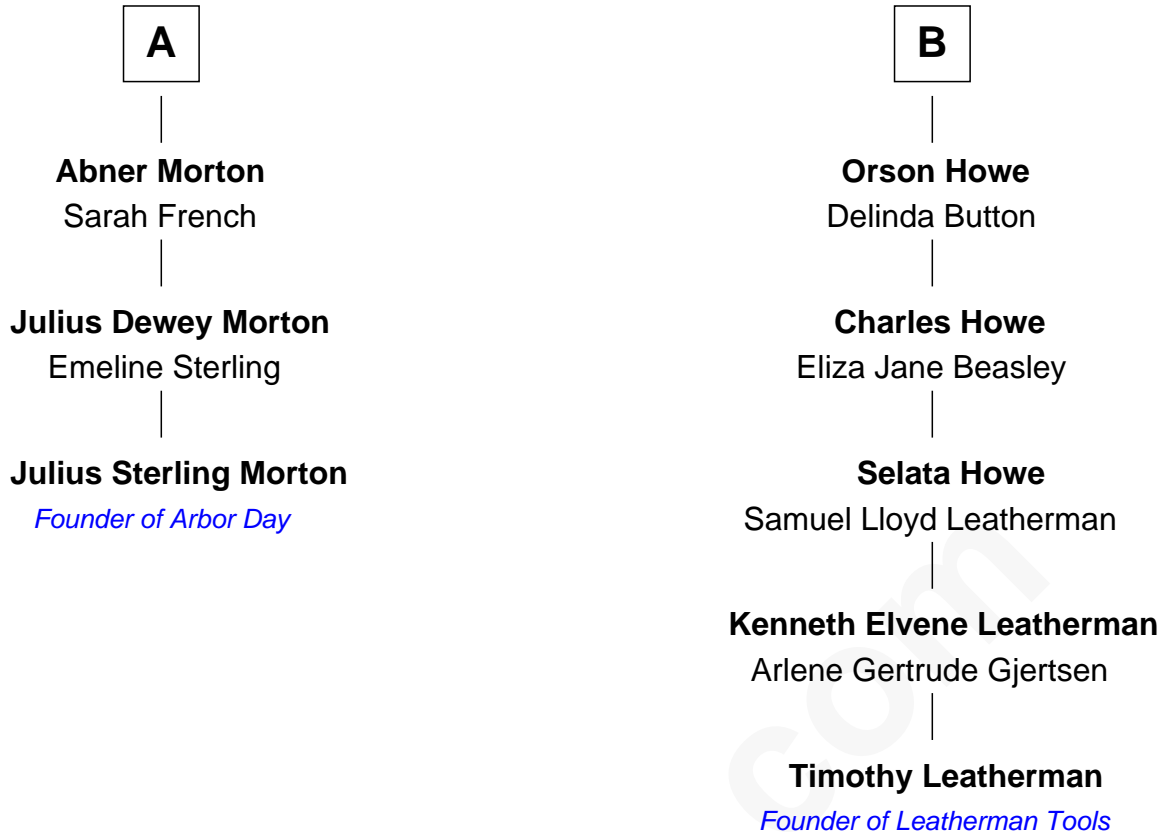 A
Abner Morton
Sarah French
Julius Dewey Morton
Emeline Sterling
Julius Sterling Morton
Founder of Arbor Day
B
Orson Howe
Delinda Button
Charles Howe
Eliza Jane Beasley
Selata Howe
Samuel Lloyd Leatherman
Kenneth Elvene Leatherman
Arlene Gertrude Gjertsen
Timothy Leatherman
Founder of Leatherman Tools
com